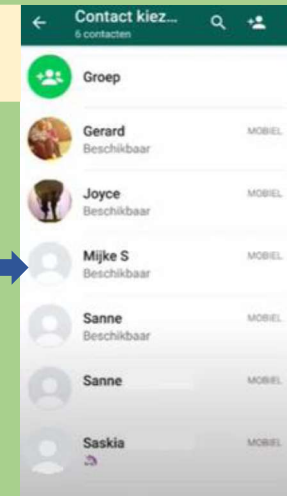 Contact kiez...
6 contacten
Groep
Gerard
MOBIEL
Beschikbaar
Joyce
MOBIEL
Beschikbaar
Mijke S
MOBIEL
Beschikbaar
Sanne
MOBIEL
Beschikbaar
Sanne
MOBIEL
Saskia
MOBIEL